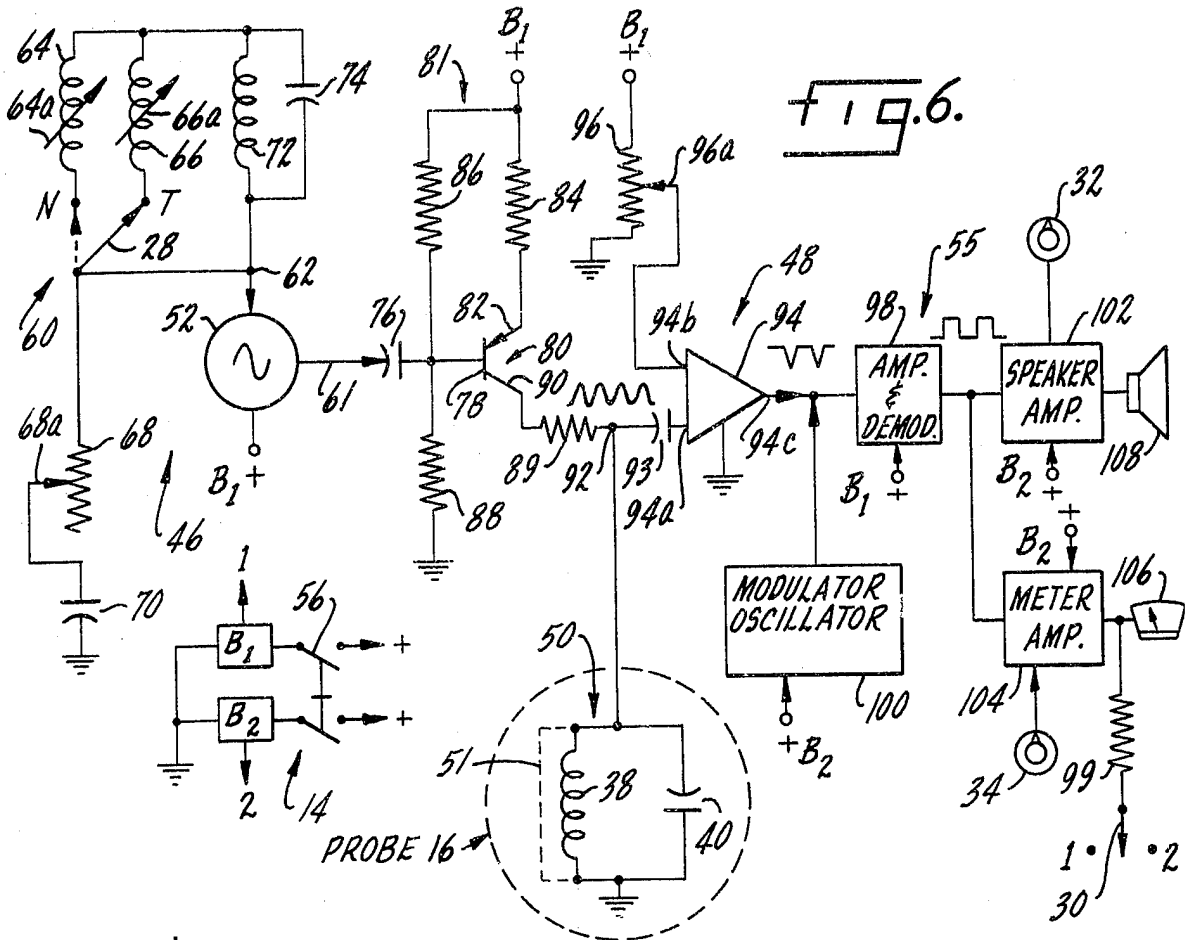 fig. 6.
64
64a
66a
66
72
74
N
T
28
60
62
52
61
68a
68
46
70
B1
+
81
B1
+
86
84
82
76
78
80
90
88
89
92
93
B1
+
96
96a
94b
48
94
94a
94c
55
98
AMP.
&
DEMOD.
B1
+
32
102
SPEAKER
AMP.
108
B2
+
+
B2
METER
AMP.
104
106
34
99
1
2
30
MODULATOR
OSCILLATOR
100
+ B2
50
51
38
40
PROBE 16
1
56
B1
+
B2
+
2
14